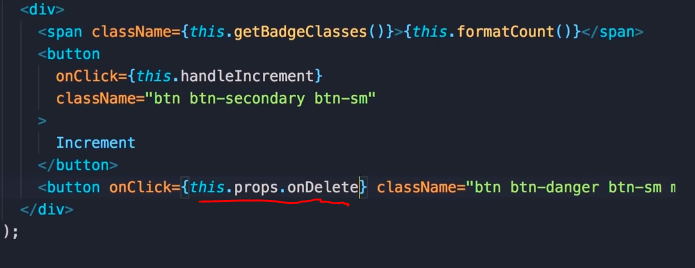 <div>
<span className={this.getBadgeClasses()}>{this.formatCount()}</span>
<button
onClick={this.handleIncrement}
className="btn btn-secondary btn-sm"
>
Increment
</button>
<button onClick={this.props.onDelete} className="btn btn-danger btn-sm
</div>
);